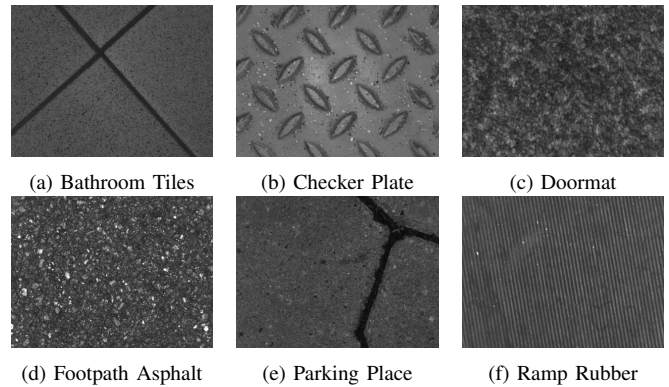 (a) Bathroom Tiles (b) Checker Plate (c) Doormat
(d) Footpath Asphalt (e) Parking Place (f) Ramp Rubber